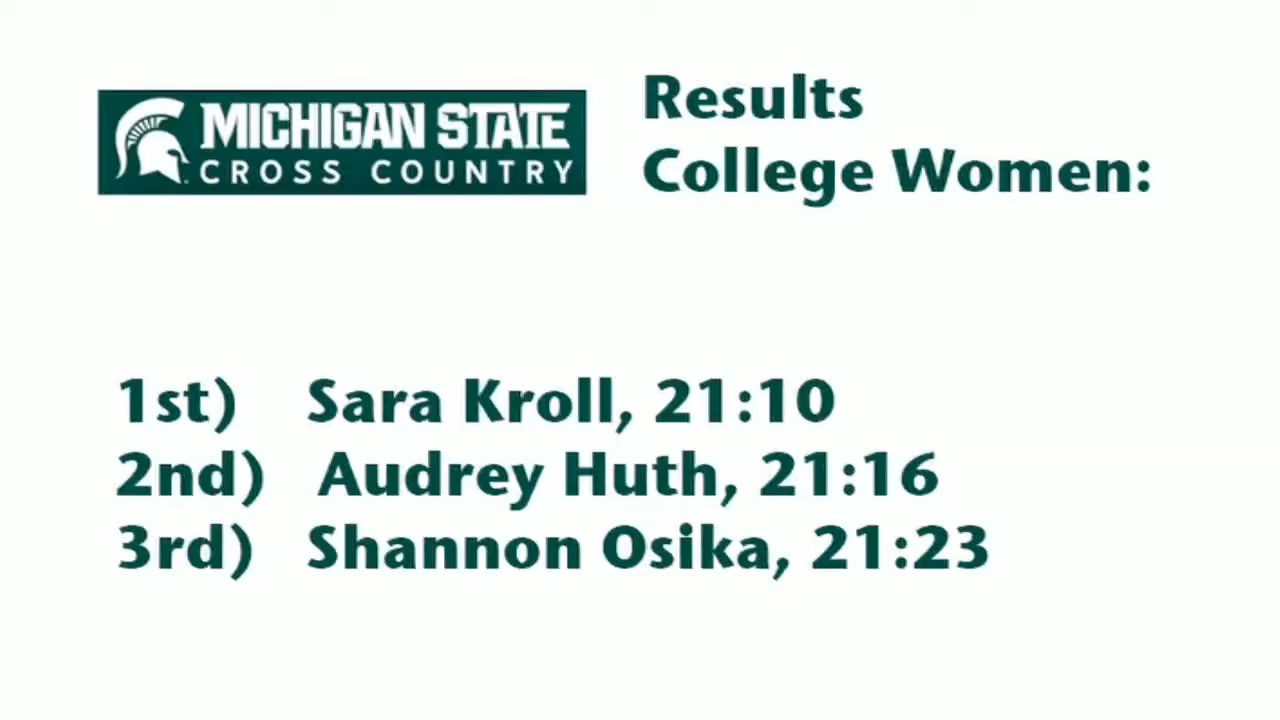 MICHIGAN STATE
CROSS COUNTRY
Results
College Women:
1st) Sara Kroll, 21:10
2nd) Audrey Huth, 21:16
3rd) Shannon Osika, 21:23